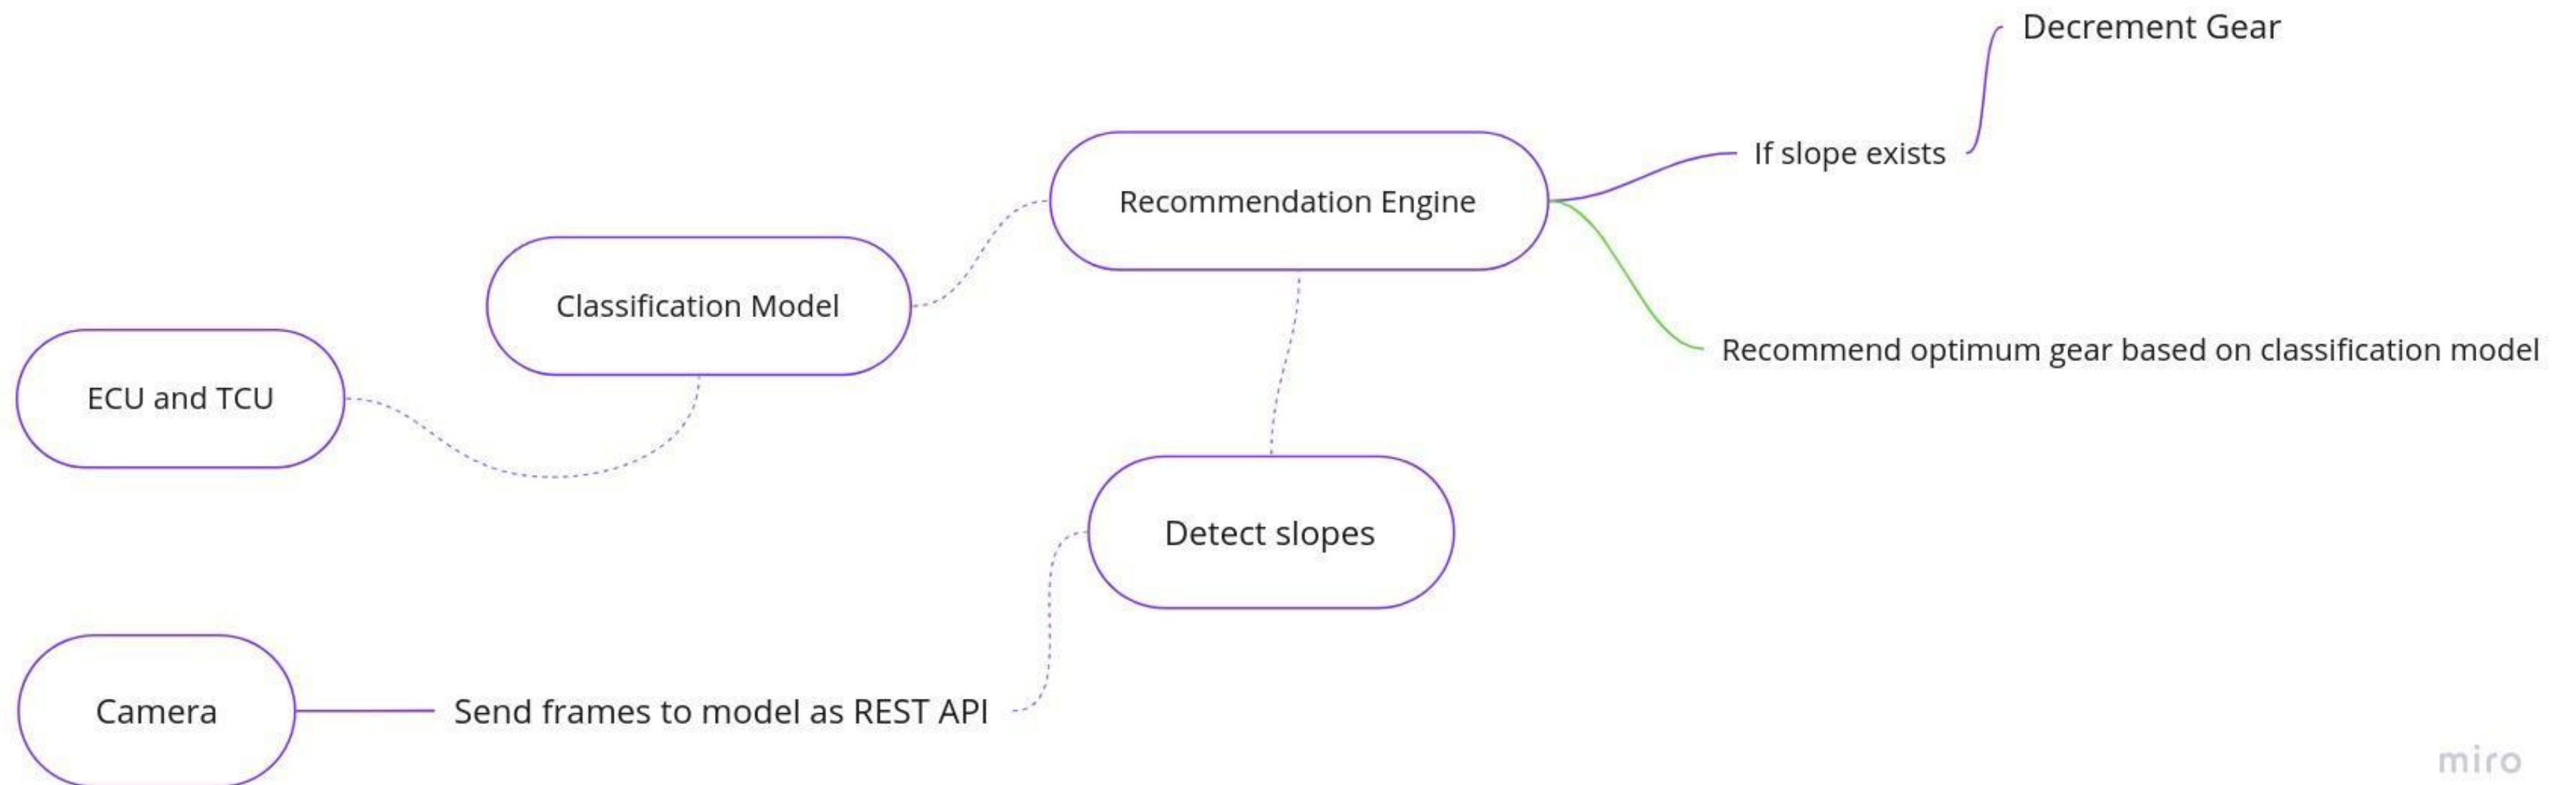 Decrement Gear
If slope exists
Recommendation Engine
Classification Model
Recommend optimum gear based on classification model
ECU and TCU
Detect slopes
Camera
Send frames to model as REST API
miro